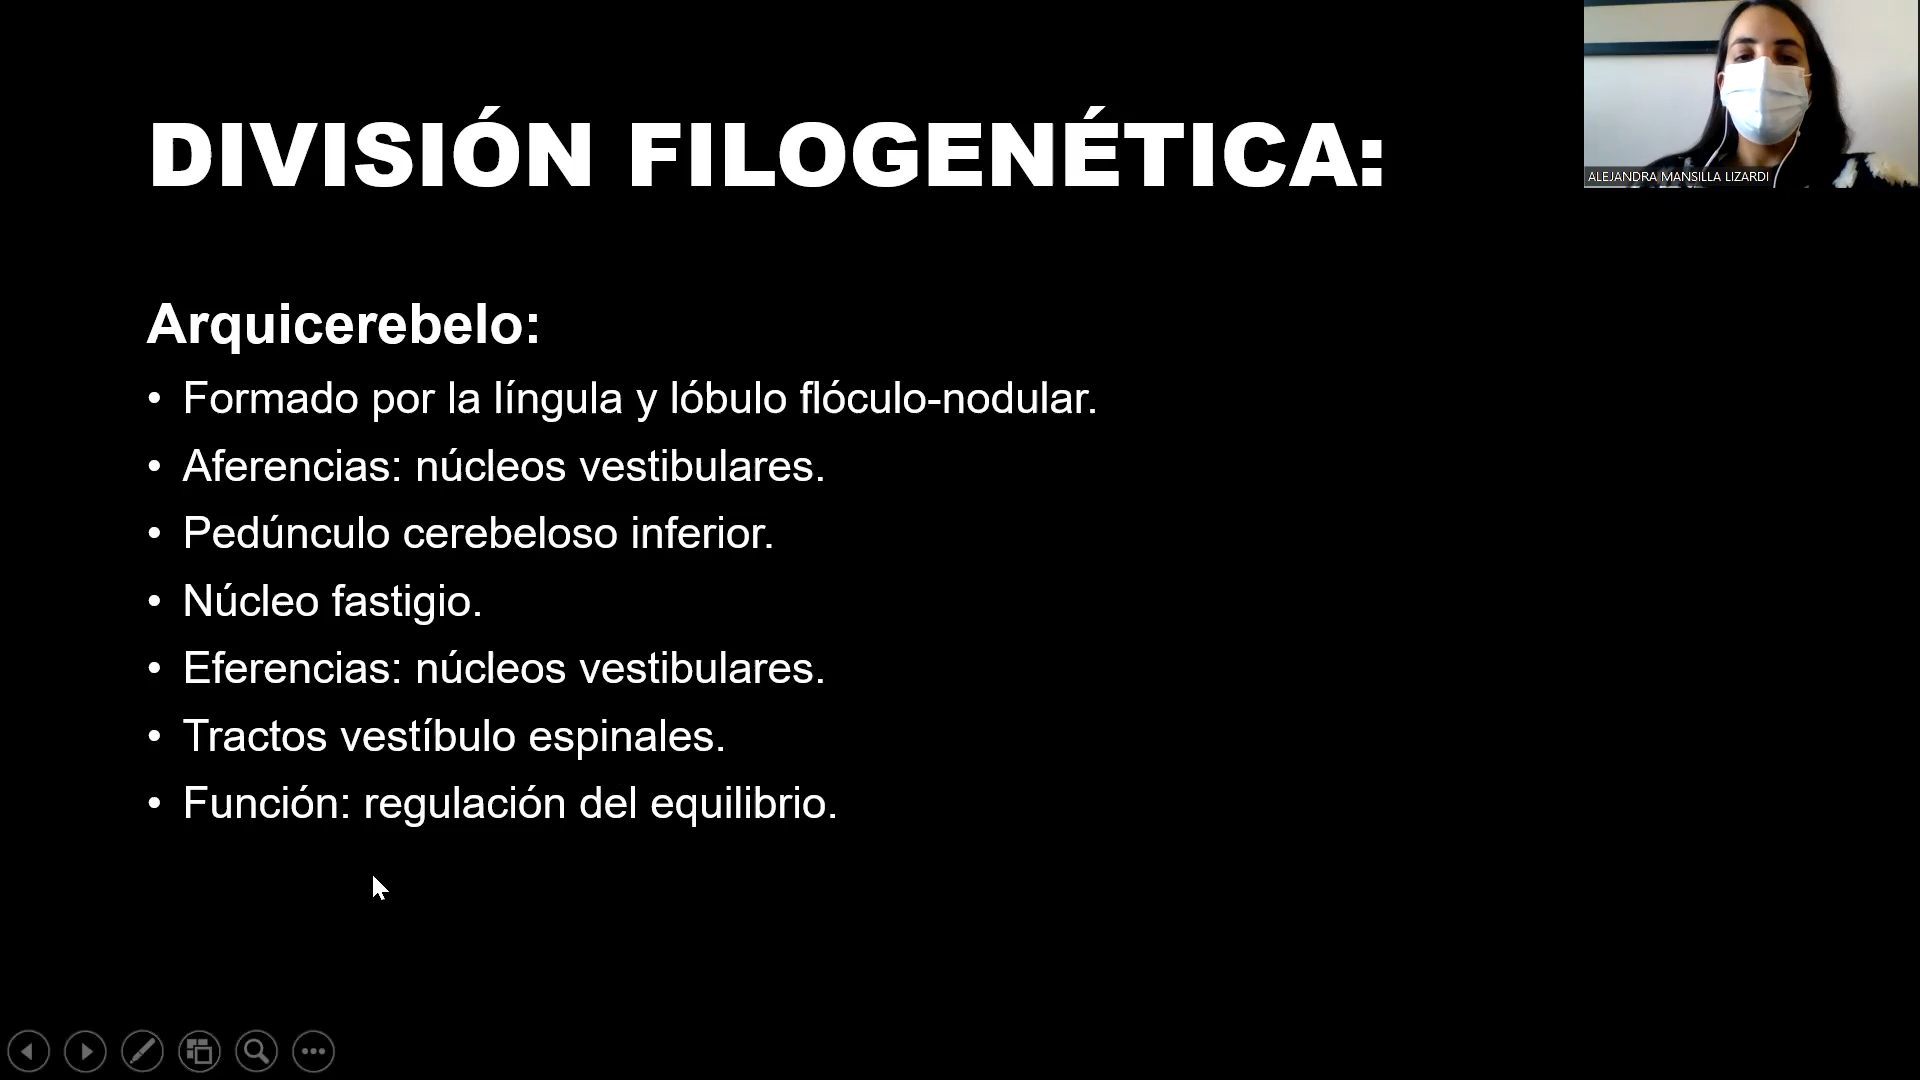 DIVISIÓN FILOGENÉTICA:
ALEJANDRA MANSILLA LIZARDI
Arquicerebelo:
• Formado por la língula y lóbulo flóculo-nodular.
• Aferencias: núcleos vestibulares.
• Pedúnculo cerebeloso inferior.
• Núcleo fastigio.
• Eferencias: núcleos vestibulares.
• Tractos vestíbulo espinales.
• Función: regulación del equilibrio.